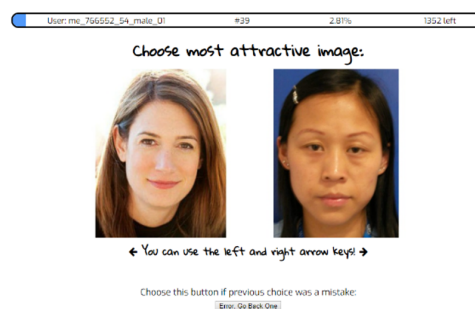 User: me_766552_54_male_01 #39 2.81% 1352 left
Choose most attractive image:
← You can use the left and right arrow keys! →
Choose this button if previous choice was a mistake:
Error, Go Back One